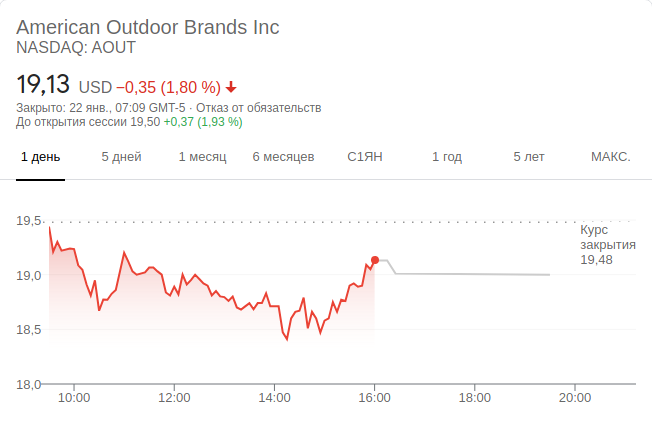 American Outdoor Brands Inc
NASDAQ: AOUT
19,13 USD −0,35 (1,80 %)
Закрыто: 22 янв., 07:09 GMT-5 · Отказ от обязательств
До открытия сессии 19,50 +0,37 (1,93 %)
1 день 5 дней 1 месяц 6 месяцев С1ЯН 1 год 5 лет МАКС.
19,5
Курс
закрытия
19,48
19,0
18,5
18,0
10:00 12:00 14:00 16:00 18:00 20:00